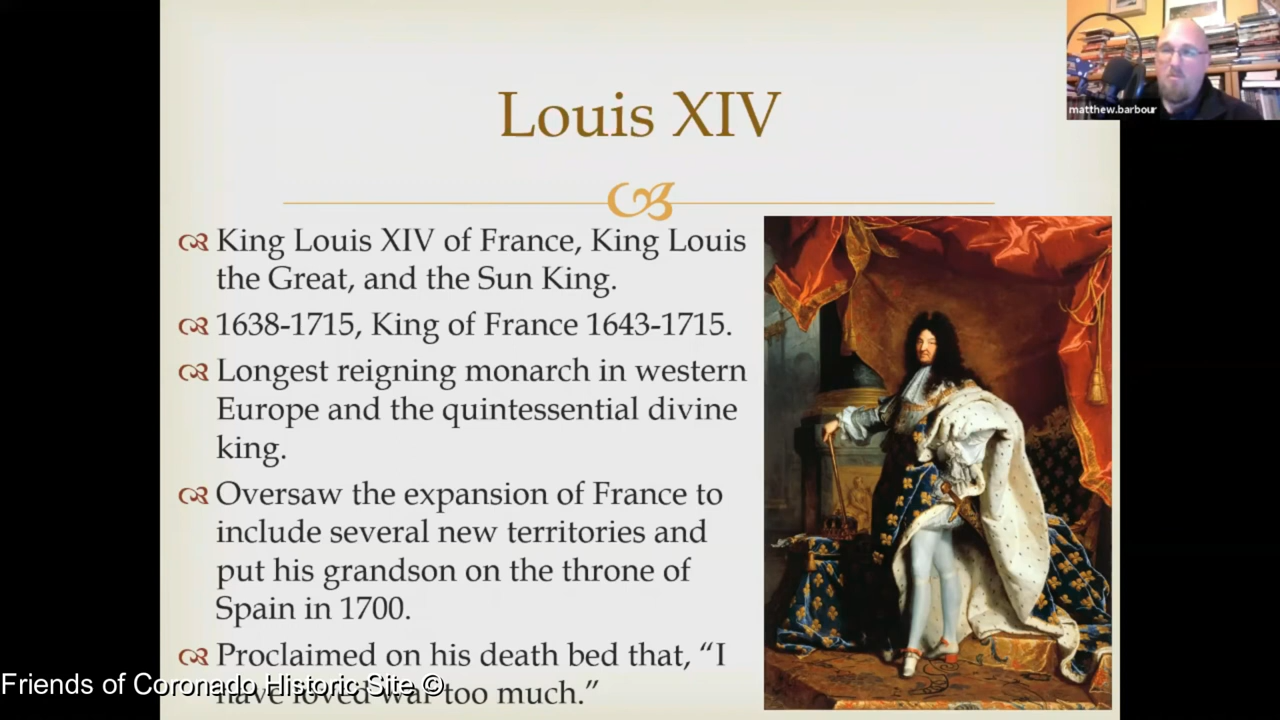 matthew.barbour
Louis XIV
King Louis XIV of France, King Louis
the Great, and the Sun King.
1638-1715, King of France 1643-1715.
Longest reigning monarch in western
Europe and the quintessential divine
king.
Oversaw the expansion of France to
include several new territories and
put his grandson on the throne of
Spain in 1700.
Proclaimed on his death bed that, “I
have loved war too much.”
Friends of Coronado Historic Site ©